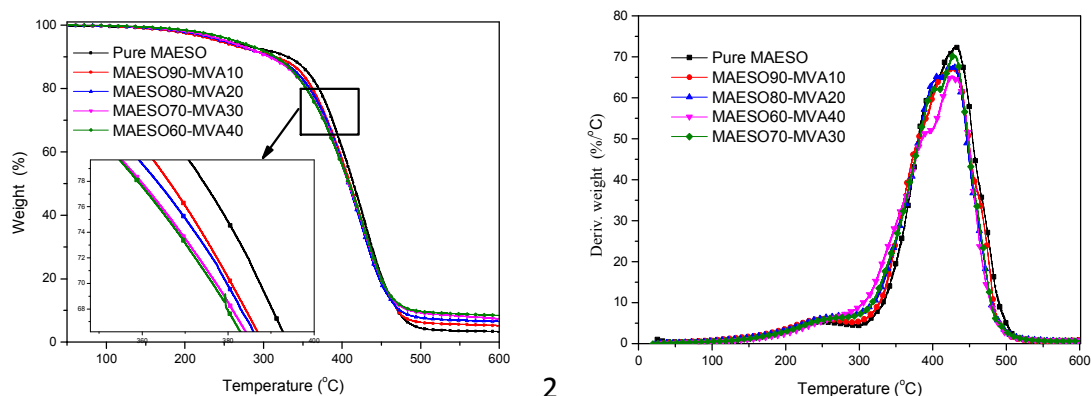 100
80
60
40
20
0
Weight (%)
Pure MAESO
MAESO90-MVA10
MAESO80-MVA20
MAESO70-MVA30
MAESO60-MVA40
78
76
74
72
70
68
360
380
400
100
200
300
400
500
600
Temperature (°C)
2
80
70
60
50
40
30
20
10
0
Deriv. weight (%/°C)
Pure MAESO
MAESO90-MVA10
MAESO80-MVA20
MAESO60-MVA40
MAESO70-MVA30
0
100
200
300
400
500
600
Temperature (°C)